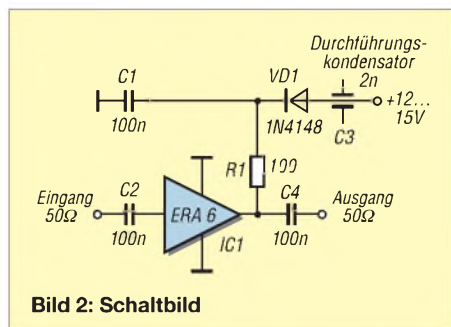 Durchführungs-
kondensator
C1
VD1
2n
+12...
15V
100n
1N4148
C3
R1
100
Eingang
50Ω
C2
C4
Ausgang
50Ω
ERA 6
100n
IC1
100n
Bild 2: Schaltbild